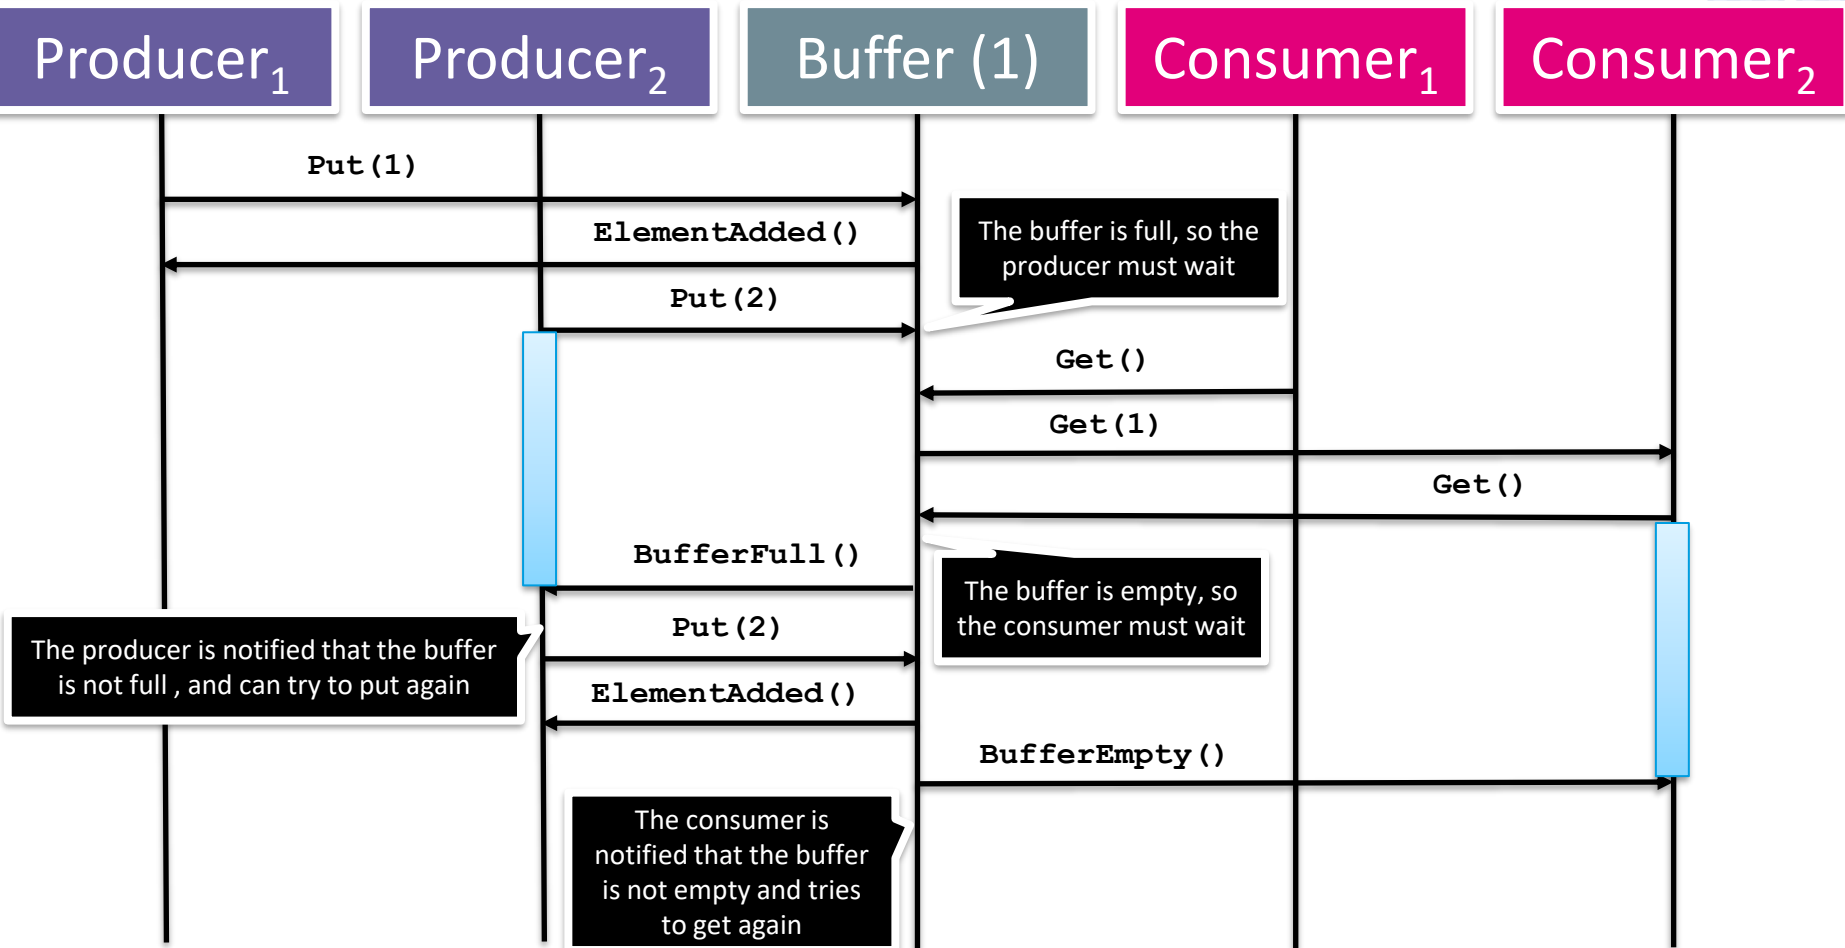 Producer1
Producer2
Buffer (1)
Consumer1
Consumer2
Put(1)
ElementAdded()
The buffer is full, so the
producer must wait
Put(2)
Get()
Get(1)
Get()
BufferFull()
The buffer is empty, so
the consumer must wait
Put(2)
The producer is notified that the buffer
is not full , and can try to put again
ElementAdded()
BufferEmpty()
The consumer is
notified that the buffer
is not empty and tries
to get again